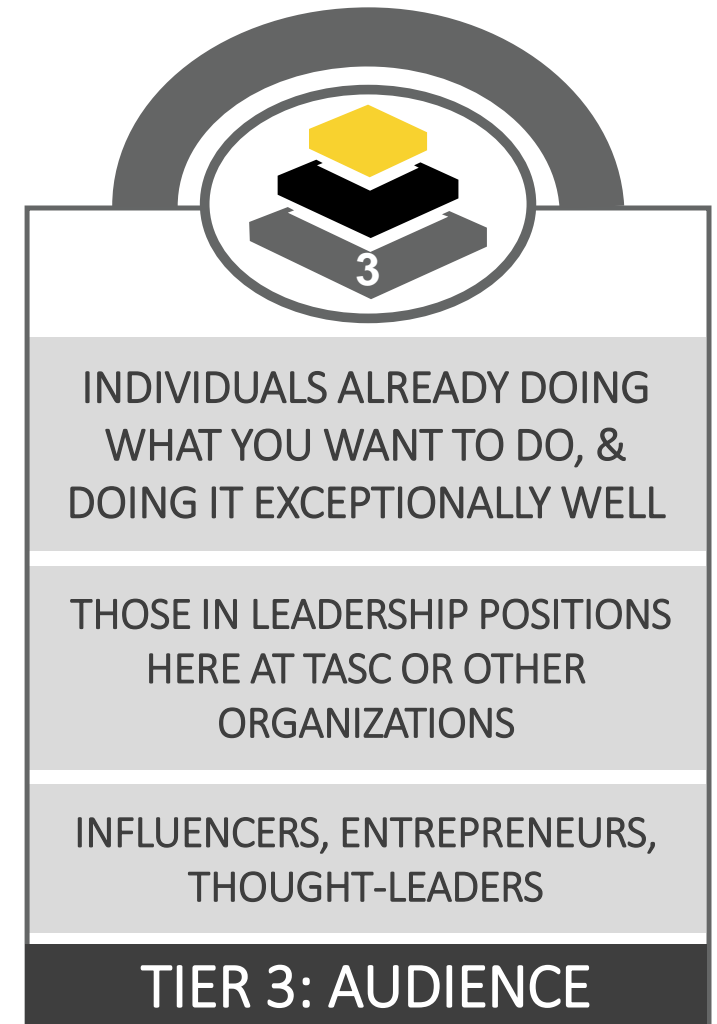 3
INDIVIDUALS ALREADY DOING
WHAT YOU WANT TO DO, &
DOING IT EXCEPTIONALLY WELL
THOSE IN LEADERSHIP POSITIONS
HERE AT TASC OR OTHER
ORGANIZATIONS
INFLUENCERS, ENTREPRENEURS,
THOUGHT-LEADERS
TIER 3: AUDIENCE